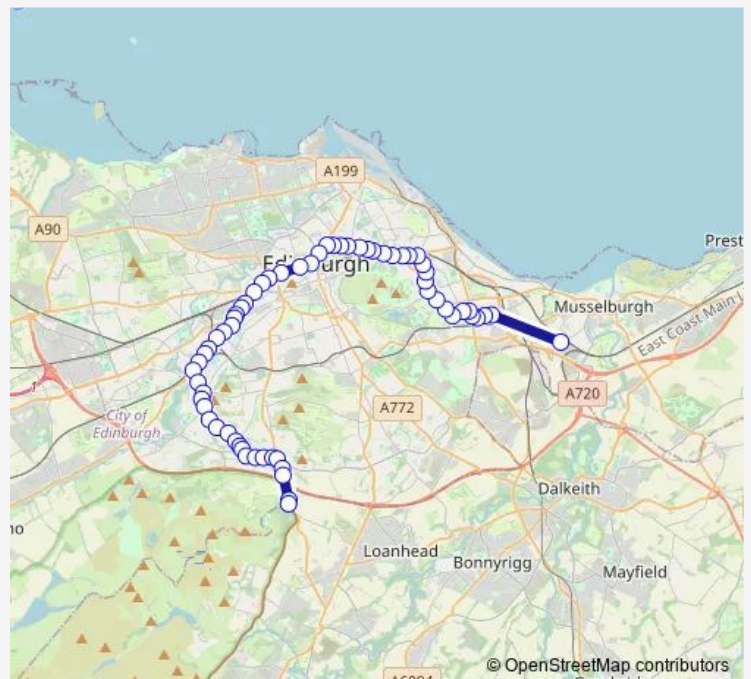 A199
A90
Prest
Edinburgh
Musselburgh
East Coast Main L
A720
City of
Edinburgh
A772
Dalkeith
no
Loanhead
Bonnyrigg
Mayfield
© OpenStreetMap contributors